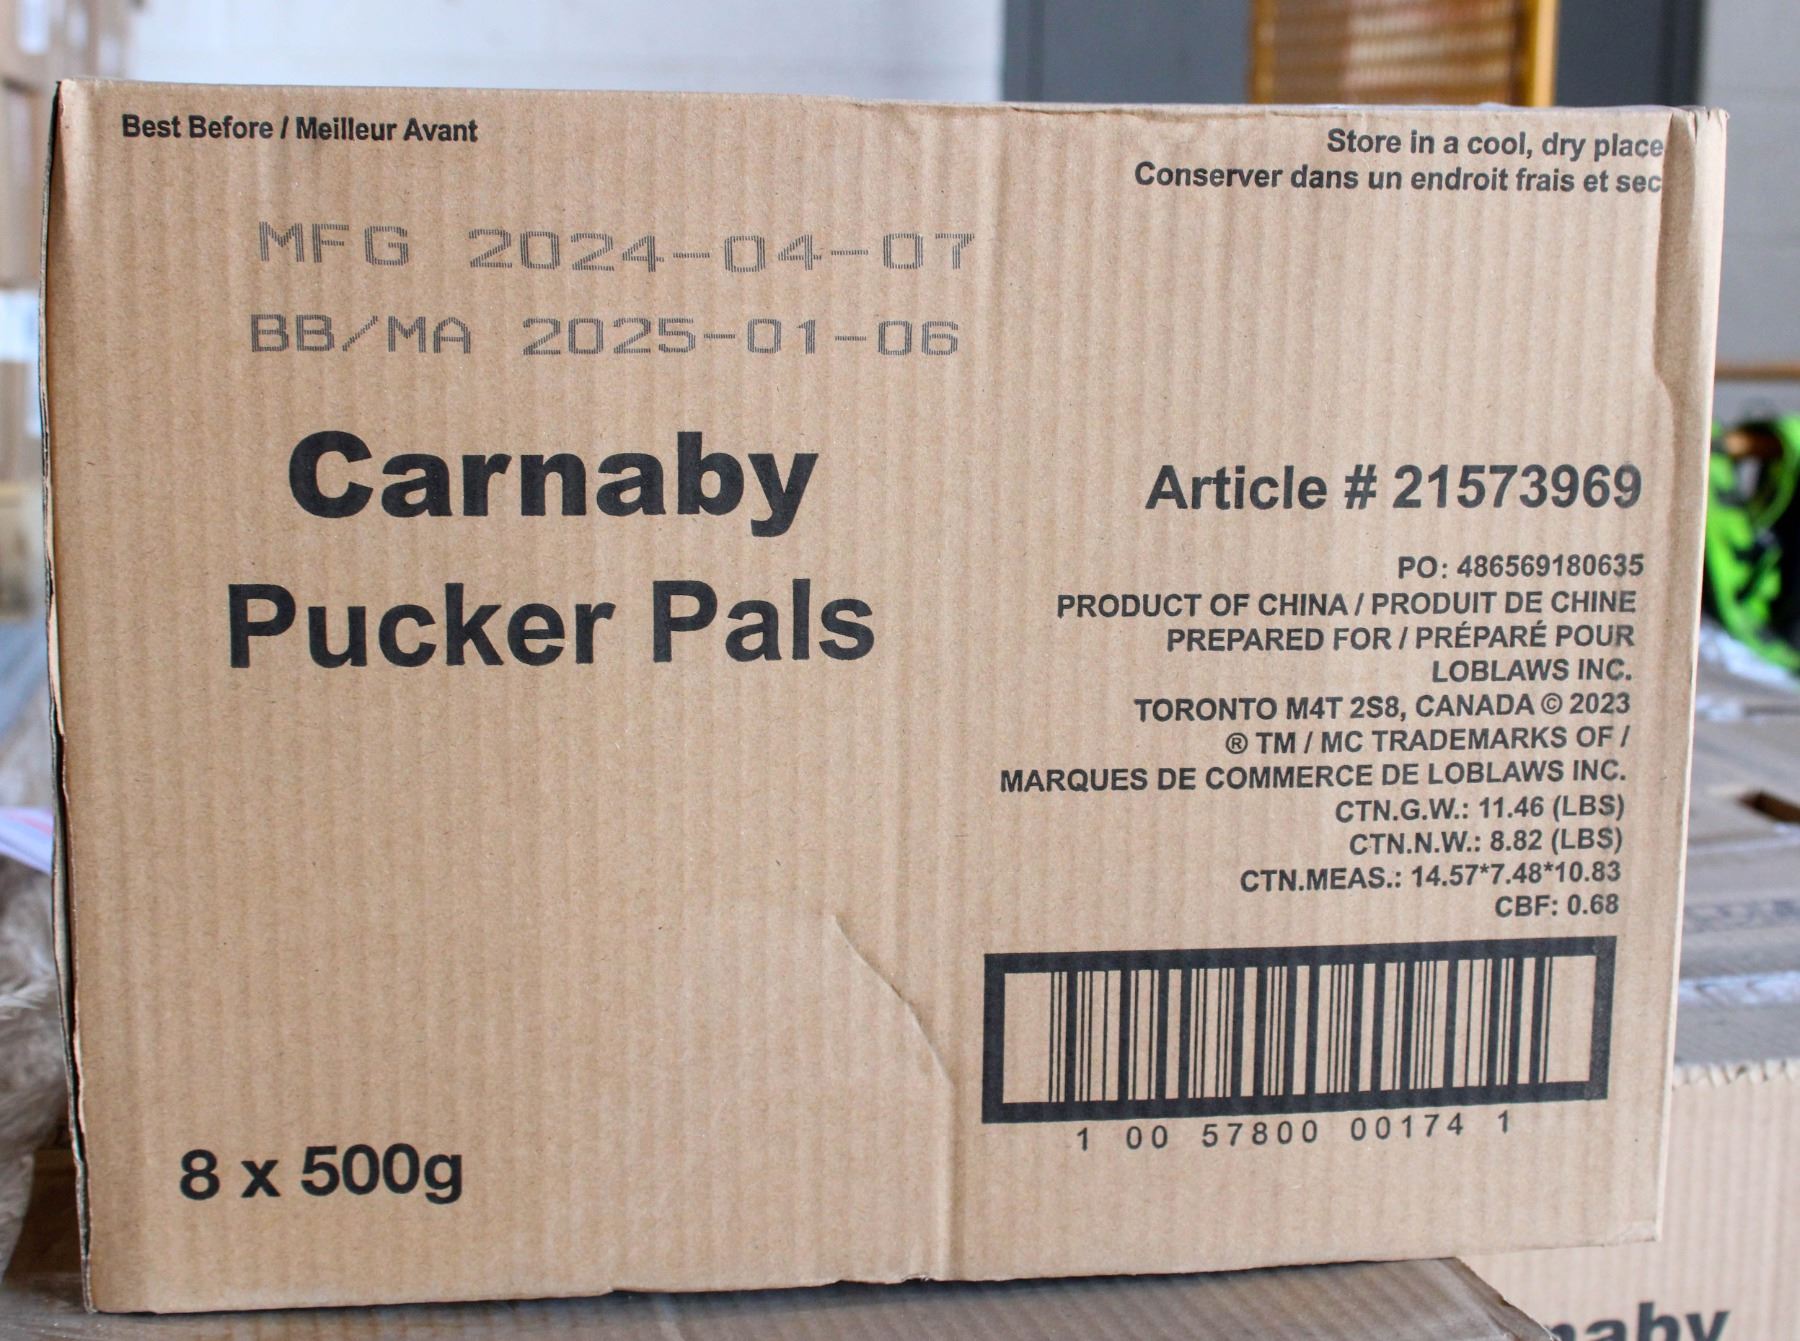 Best Before / Meilleur Avant
Store in a cool, dry place
Conserver dans un endroit frais et sec
MFG 2024-04-07
BB/MA 2025-01-06
Carnaby
Pucker Pals
Article # 21573969
PO: 486569180635
PRODUCT OF CHINA / PRODUIT DE CHINE
PREPARED FOR / PRÉPARÉ POUR
LOBLAWS INC.
TORONTO M4T 2S8, CANADA © 2023
® TM / MC TRADEMARKS OF /
MARQUES DE COMMERCE DE LOBLAWS INC.
CTN.G.W.: 11.46 (LBS)
CTN.N.W.: 8.82 (LBS)
CTN.MEAS.: 14.57*7.48*10.83
CBF: 0.68
1 00 57800 00174 1
8 x 500g